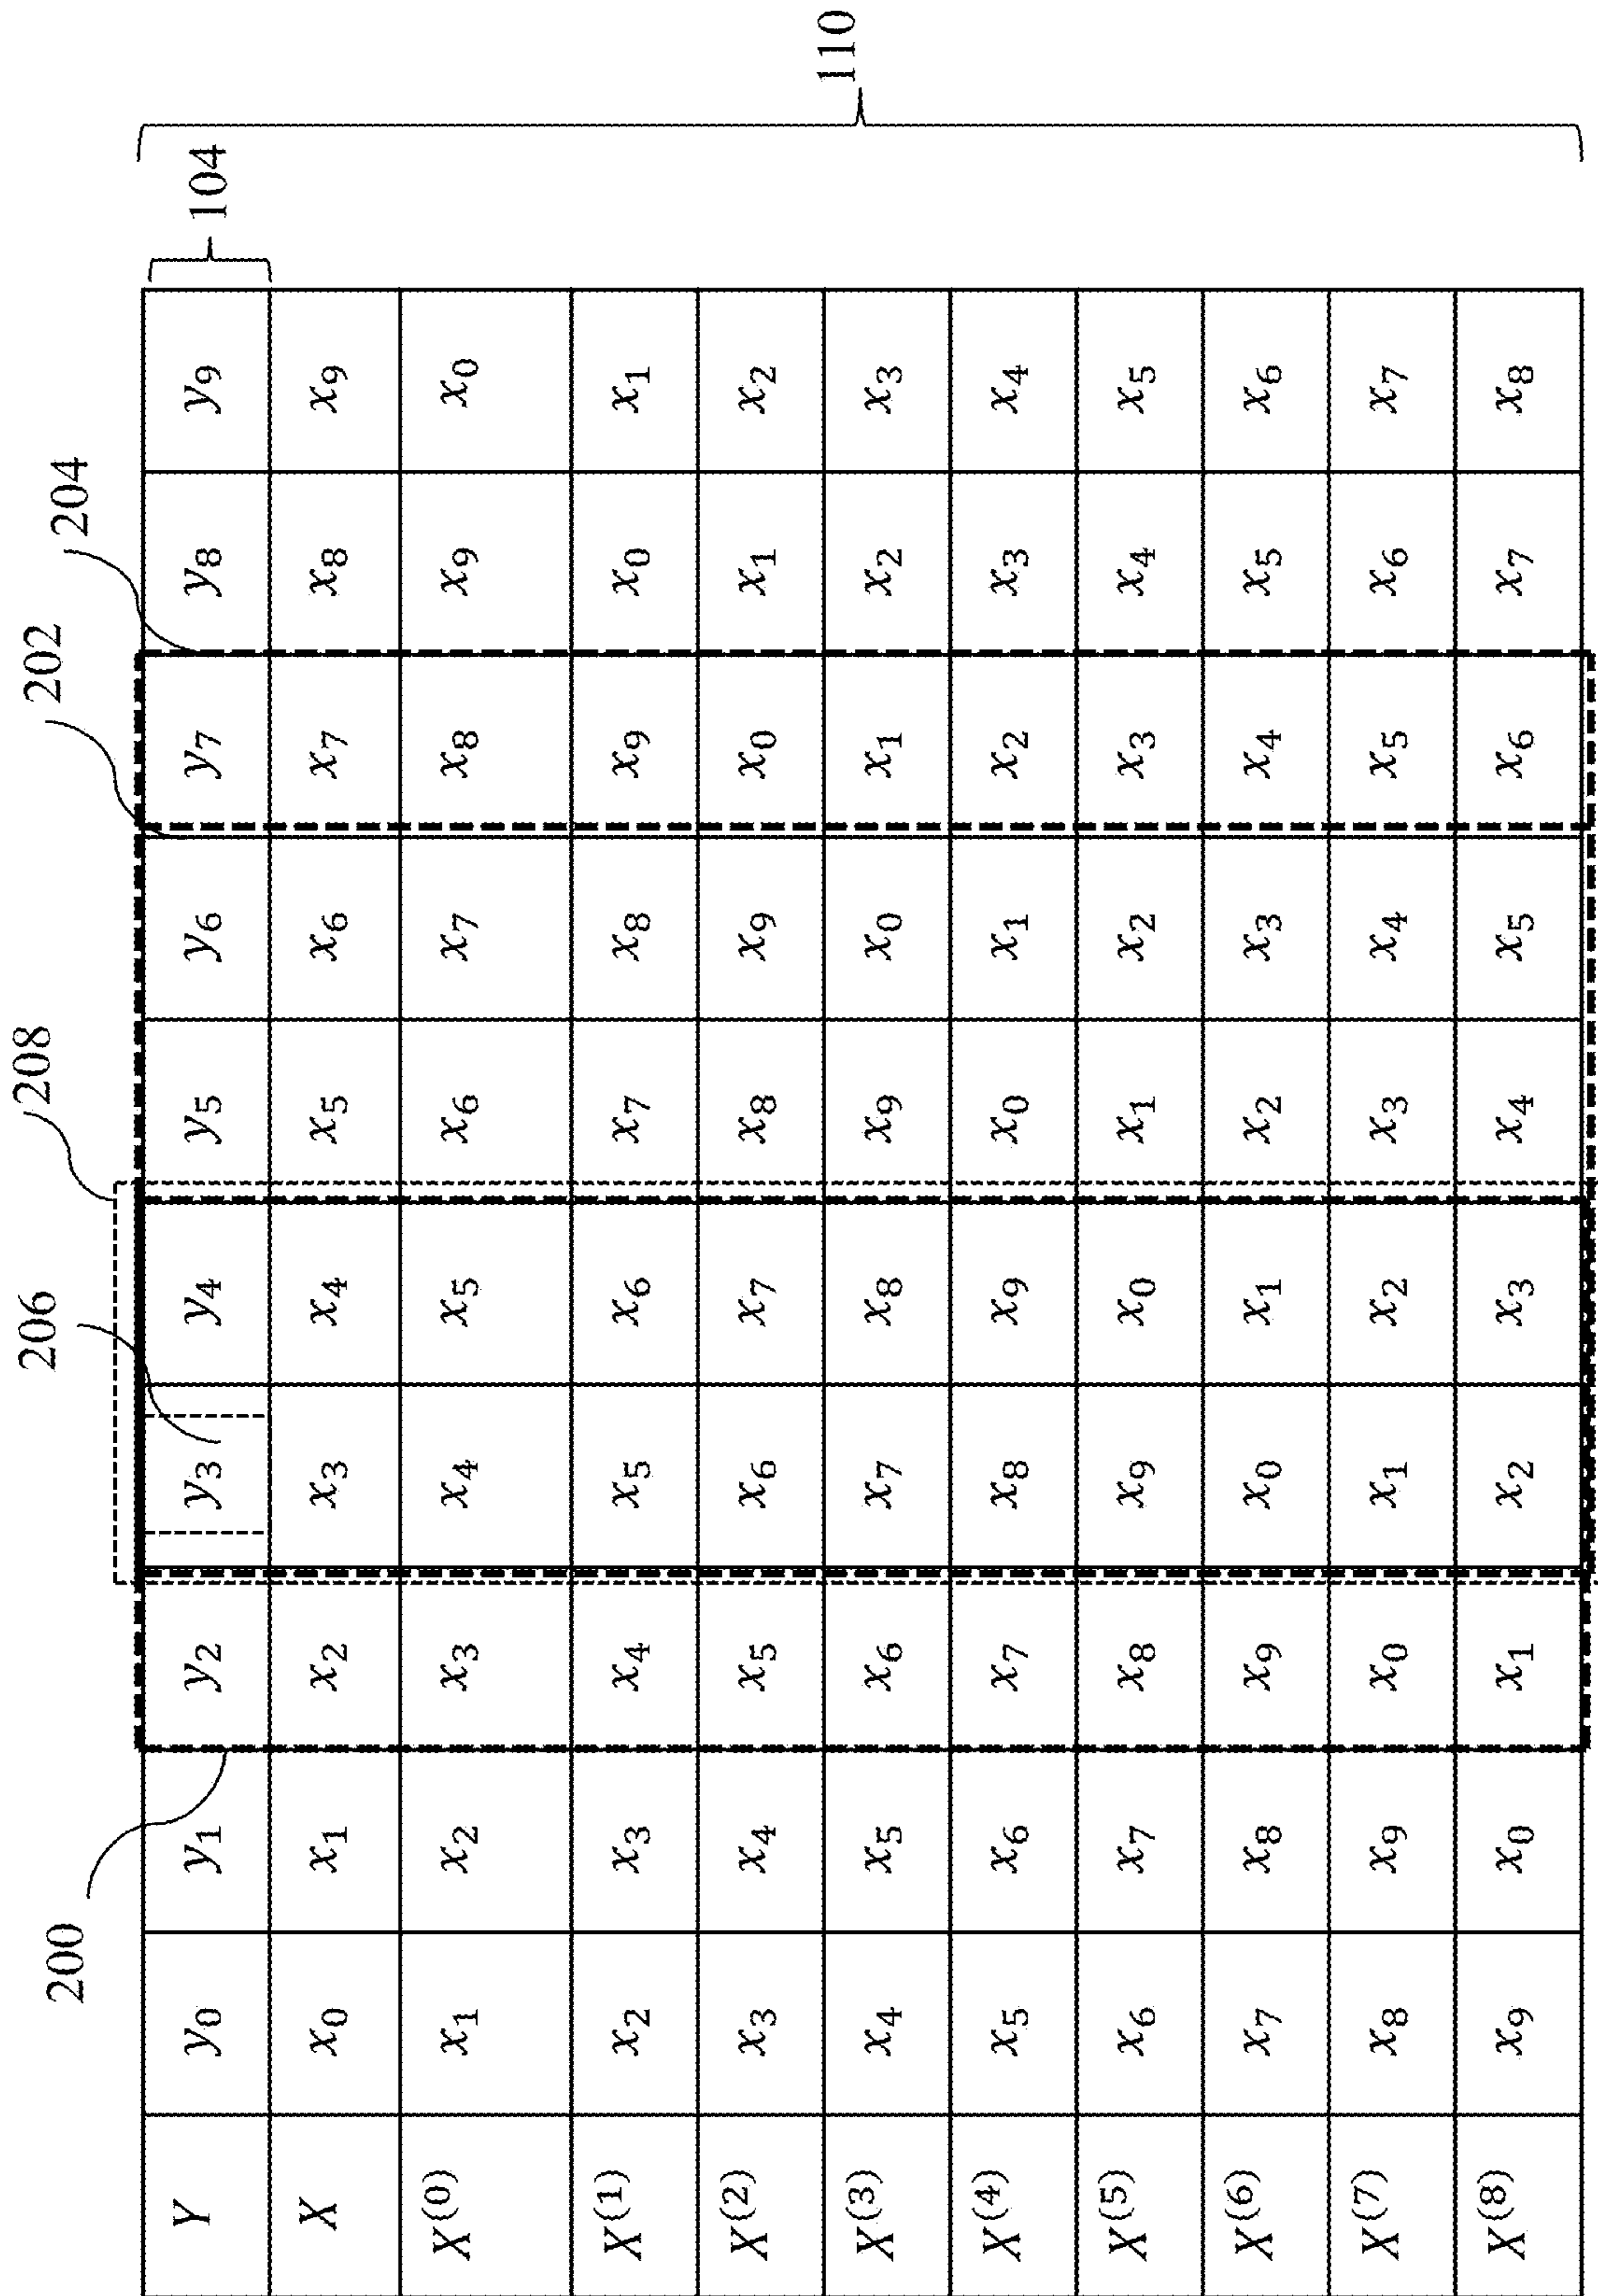 200 206 208 202 204
Y y₀ y₁ y₂ y₃ y₄ y₅ y₆ y₇ y₈ y₉ 104
X x₀ x₁ x₂ x₃ x₄ x₅ x₆ x₇ x₈ x₉
X⁽⁰⁾ x₁ x₂ x₃ x₄ x₅ x₆ x₇ x₈ x₉ x₀
X⁽¹⁾ x₂ x₃ x₄ x₅ x₆ x₇ x₈ x₉ x₀ x₁
X⁽²⁾ x₃ x₄ x₅ x₆ x₇ x₈ x₉ x₀ x₁ x₂
X⁽³⁾ x₄ x₅ x₆ x₇ x₈ x₉ x₀ x₁ x₂ x₃
X⁽⁴⁾ x₅ x₆ x₇ x₈ x₉ x₀ x₁ x₂ x₃ x₄
X⁽⁵⁾ x₆ x₇ x₈ x₉ x₀ x₁ x₂ x₃ x₄ x₅
X⁽⁶⁾ x₇ x₈ x₉ x₀ x₁ x₂ x₃ x₄ x₅ x₆
X⁽⁷⁾ x₈ x₉ x₀ x₁ x₂ x₃ x₄ x₅ x₆ x₇
X⁽⁸⁾ x₉ x₀ x₁ x₂ x₃ x₄ x₅ x₆ x₇ x₈
110